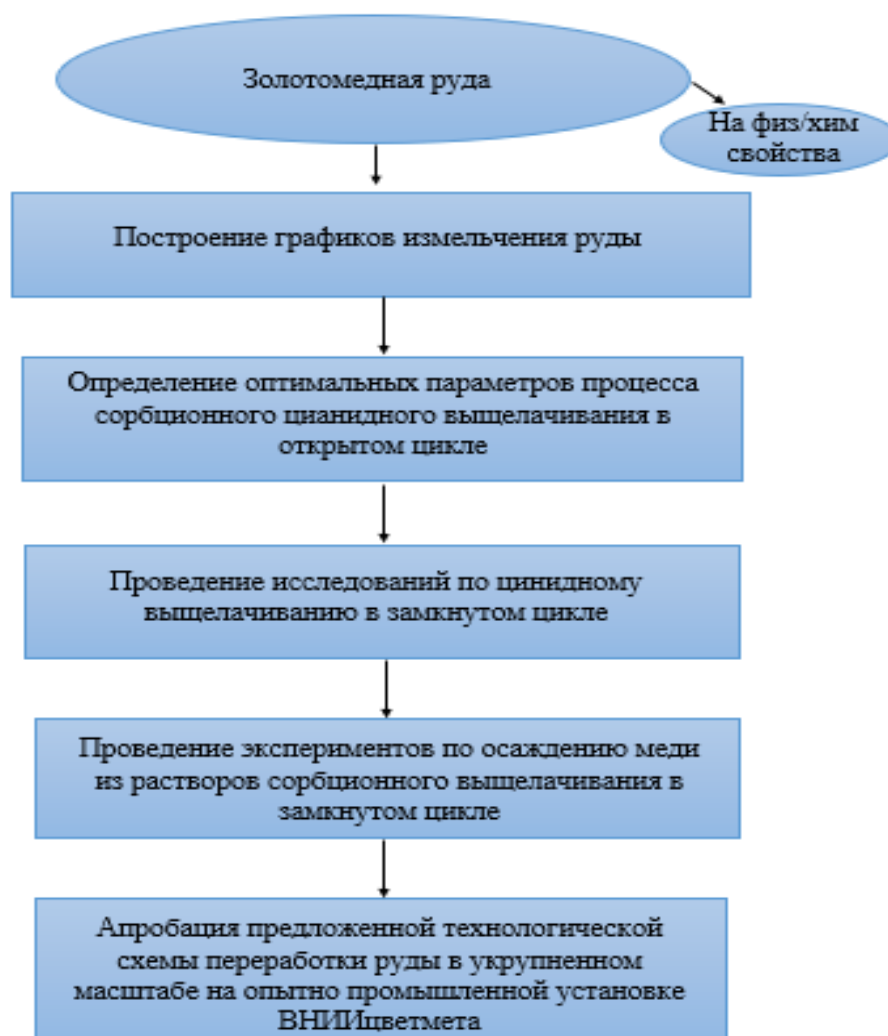 Золотомедная руда
На физ/хим
свойства
Построение графиков измельчения руды
Определение оптимальных параметров процесса
сорбционного цианидного выщелачивания в
открытом цикле
Проведение исследований по цинидному
выщелачиванию в замкнутом цикле
Проведение экспериментов по осаждению меди
из растворов сорбционного выщелачивания в
замкнутом цикле
Апробация предложенной технологической
схемы переработки руды в укрупненном
масштабе на опытно промышленной установке
ВНИИцветмета